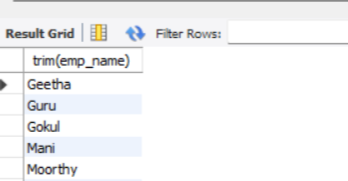 Result Grid Filter Rows:
trim(emp_name)
Geetha
Guru
Gokul
Mani
Moorthy